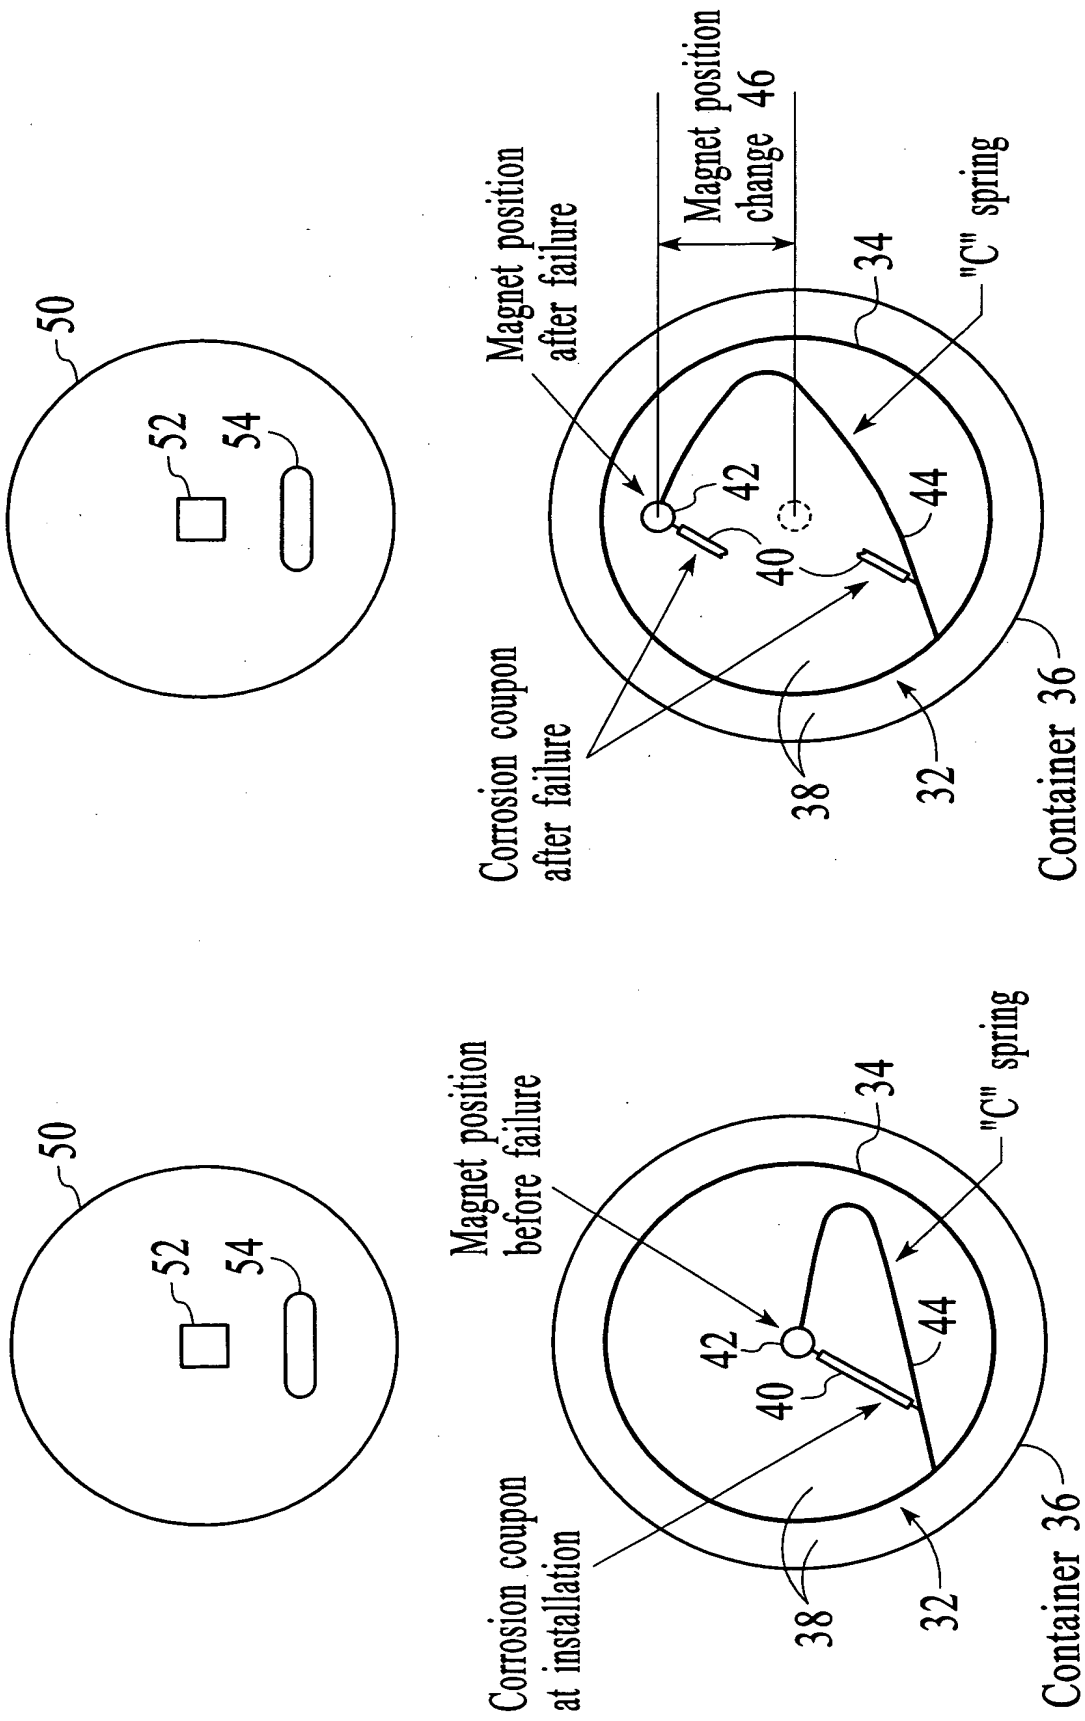 50
52
54
Magnet position
before failure
Corrosion coupon
at installation
42
40
38
34
44
32
"C" spring
Container 36
50
52
54
Magnet position
after failure
Corrosion coupon
after failure
Magnet position
change 46
42
40
38
34
44
32
"C" spring
Container 36